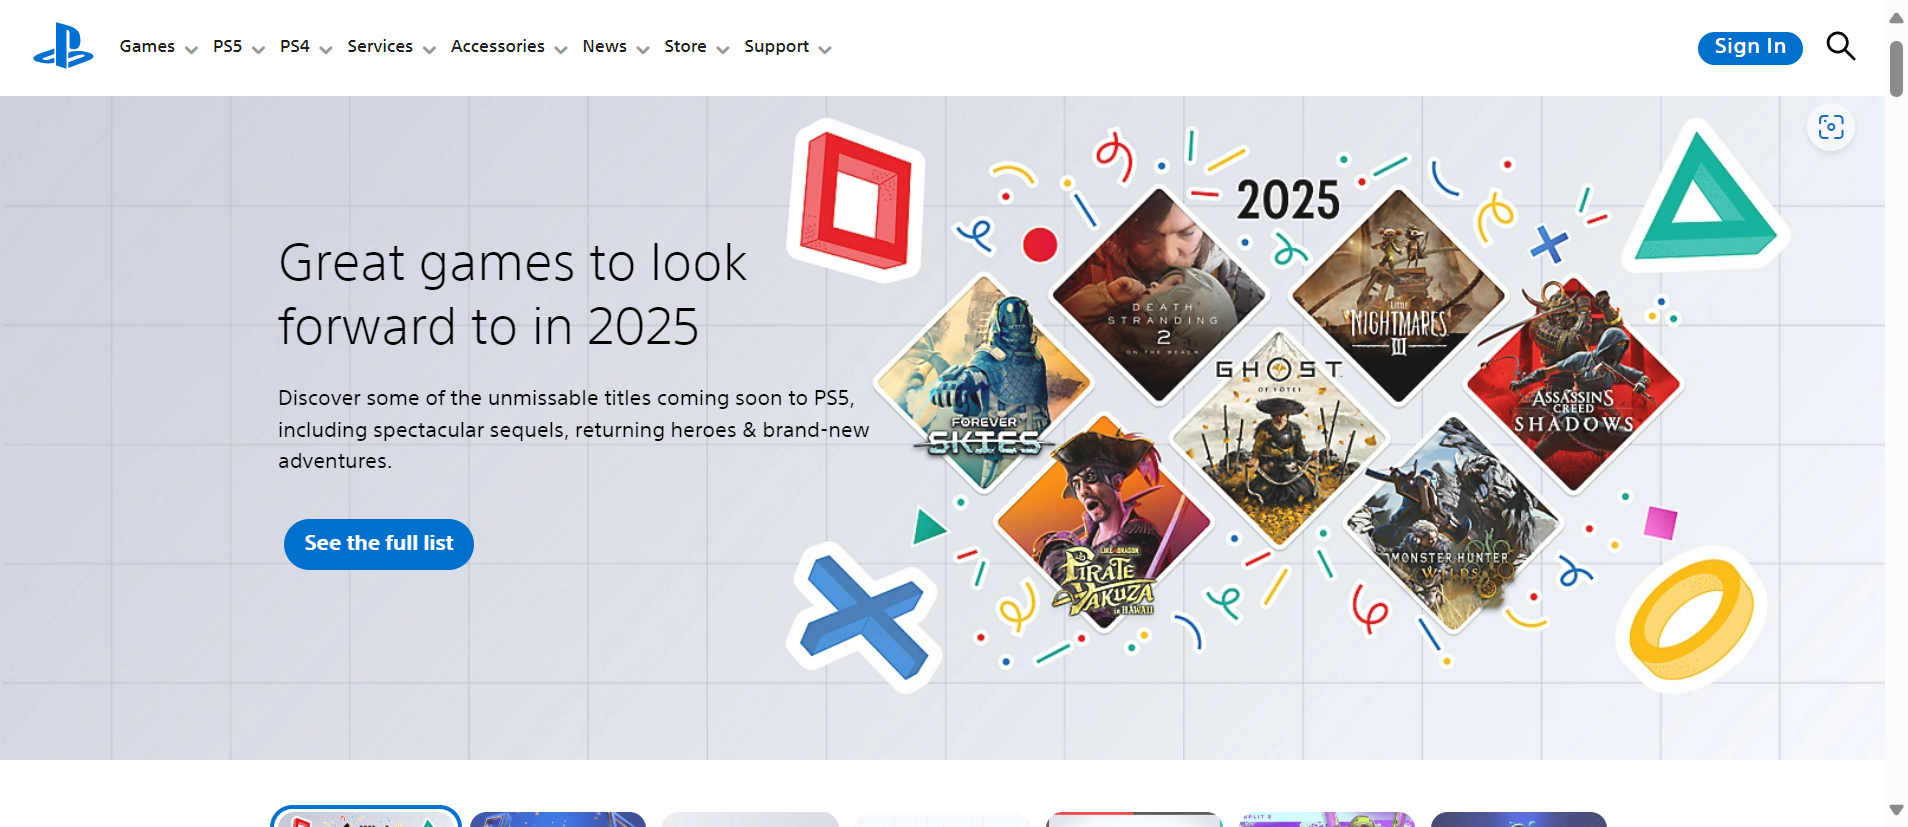 Games
PS5
PS4
Services
Accessories
News
Store
Support
Sign In
Great games to look
forward to in 2025
Discover some of the unmissable titles coming soon to PS5,
including spectacular sequels, returning heroes & brand-new
adventures.
See the full list
2025
DEATH
STRANDING
2
ON THE BEACH
LITTLE
NIGHTMARES
III
FOREVER
SKIES
GHOST
OF YŌTEI
ASSASSIN'S
CREED
SHADOWS
LIKE A DRAGON
PIRATE
YAKUZA
in HAWAII
MONSTER HUNTER
WILDS
SPLIT 2